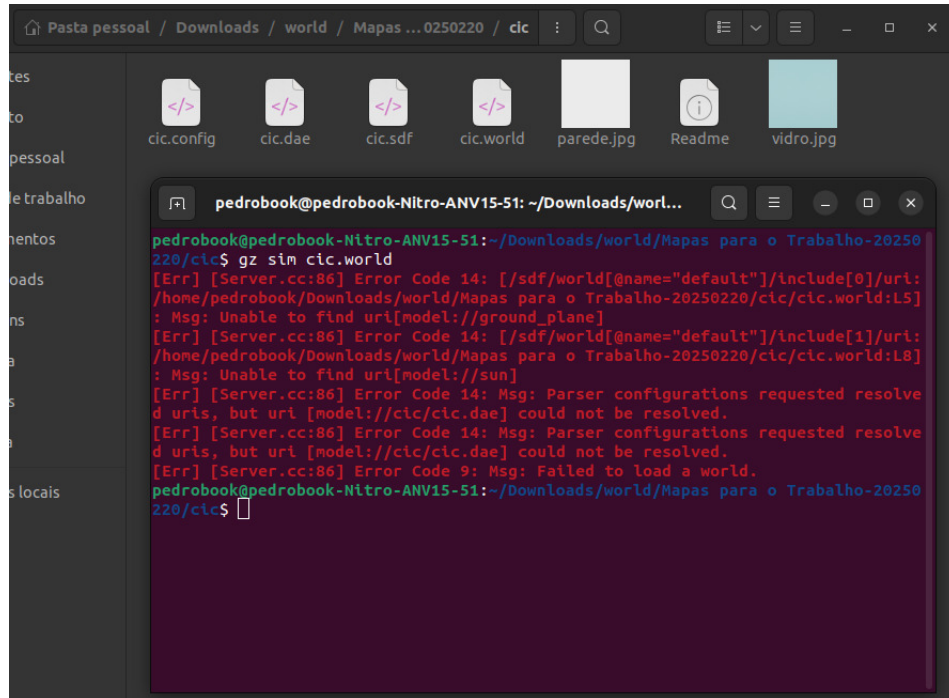 Pasta pessoal / Downloads / world / Mapas ... 0250220 / cic
tes
to
pessoal
le trabalho
nentos
oads
ns
a
s
a
s locais
cic.config
cic.dae
cic.sdf
cic.world
parede.jpg
Readme
vidro.jpg
pedrobook@pedrobook-Nitro-ANV15-51: ~/Downloads/worl...
pedrobook@pedrobook-Nitro-ANV15-51:~/Downloads/world/Mapas para o Trabalho-20250
220/cic$ gz sim cic.world
[Err] [Server.cc:86] Error Code 14: [/sdf/world[@name="default"]/include[0]/uri:
/home/pedrobook/Downloads/world/Mapas para o Trabalho-20250220/cic/cic.world:L5]
: Msg: Unable to find uri[model://ground_plane]
[Err] [Server.cc:86] Error Code 14: [/sdf/world[@name="default"]/include[1]/uri:
/home/pedrobook/Downloads/world/Mapas para o Trabalho-20250220/cic/cic.world:L8]
: Msg: Unable to find uri[model://sun]
[Err] [Server.cc:86] Error Code 14: Msg: Parser configurations requested resolve
d uris, but uri [model://cic/cic.dae] could not be resolved.
[Err] [Server.cc:86] Error Code 14: Msg: Parser configurations requested resolve
d uris, but uri [model://cic/cic.dae] could not be resolved.
[Err] [Server.cc:86] Error Code 9: Msg: Failed to load a world.
pedrobook@pedrobook-Nitro-ANV15-51:~/Downloads/world/Mapas para o Trabalho-20250
220/cic$